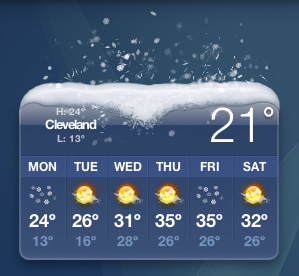 H: 24°
Cleveland
L: 13°
21°
MON TUE WED THU FRI SAT
24° 26° 31° 35° 35° 32°
13° 16° 28° 26° 26° 26°